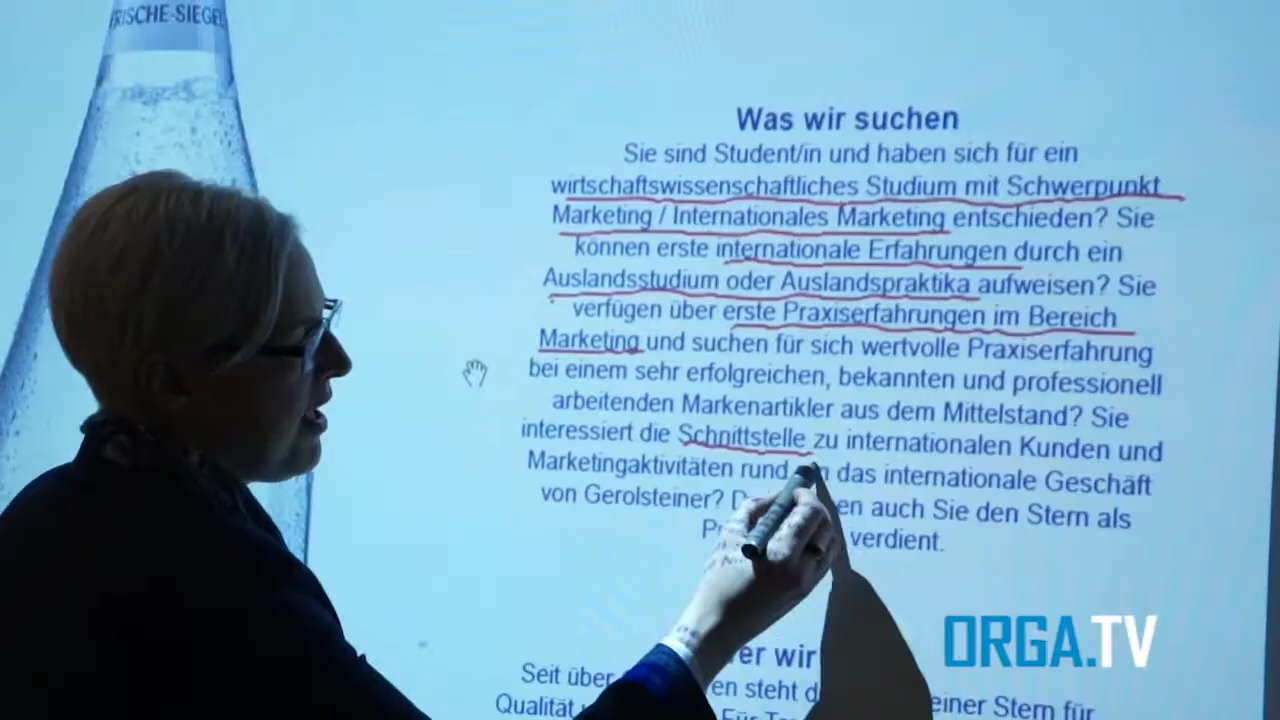 FRISCHE-SIEGEL
Was wir suchen
Sie sind Student/in und haben sich für ein
wirtschaftswissenschaftliches Studium mit Schwerpunkt
Marketing / Internationales Marketing entschieden? Sie
können erste internationale Erfahrungen durch ein
Auslandsstudium oder Auslandspraktika aufweisen? Sie
verfügen über erste Praxiserfahrungen im Bereich
Marketing und suchen für sich wertvolle Praxiserfahrung
bei einem sehr erfolgreichen, bekannten und professionell
arbeitenden Markenartikler aus dem Mittelstand? Sie
interessiert die Schnittstelle zu internationalen Kunden und
Marketingaktivitäten rund das internationale Geschäft
von Gerolsteiner? auch Sie den Stern als
verdient.
wir
Seit über steht
Stern für
Qualität
ORGA.TV